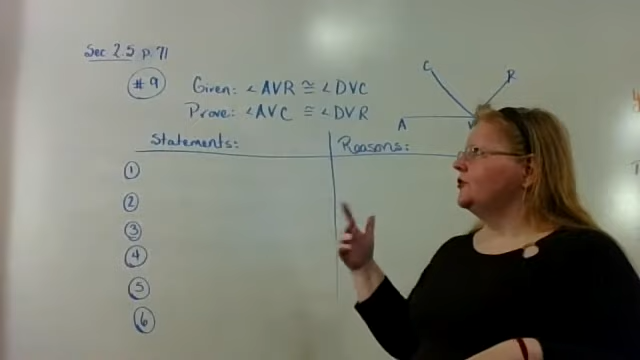 Sec 2.5 p. 71
#9
Given: ∠AVR ≅ ∠DVC
Prove: ∠AVC ≅ ∠DVR
C
R
A
V
Statements:
Reasons:
1
2
3
4
5
6